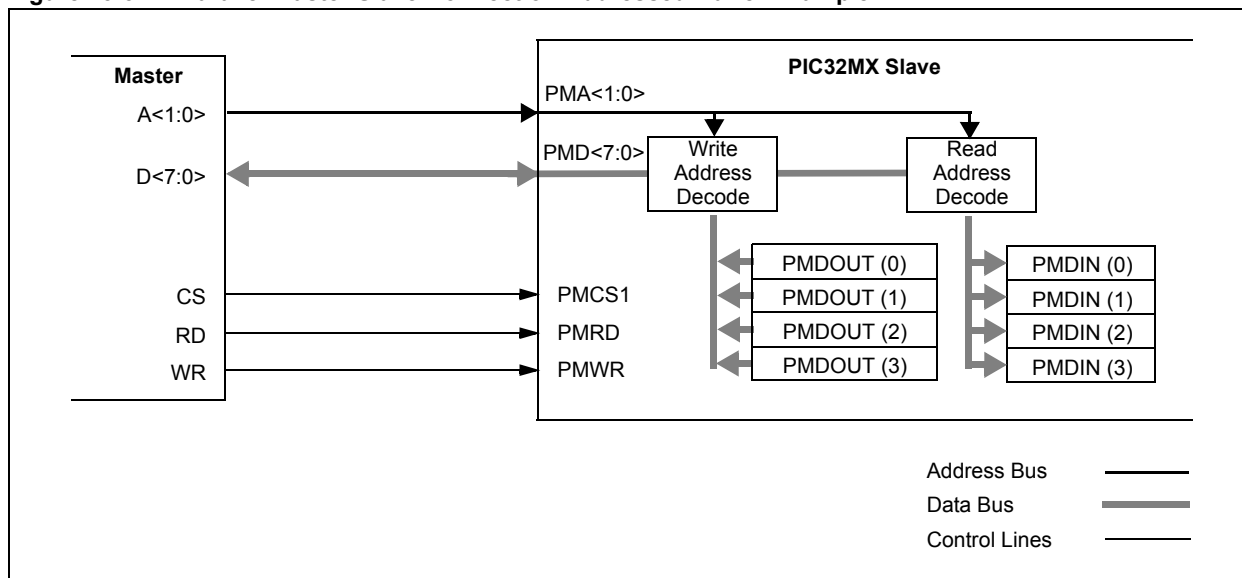 Master
PIC32MX Slave
A<1:0>
PMA<1:0>
D<7:0>
PMD<7:0>
Write
Address
Decode
Read
Address
Decode
PMDOUT (0)
PMDOUT (1)
PMDOUT (2)
PMDOUT (3)
PMDIN (0)
PMDIN (1)
PMDIN (2)
PMDIN (3)
CS
PMCS1
RD
PMRD
WR
PMWR
Address Bus
Data Bus
Control Lines